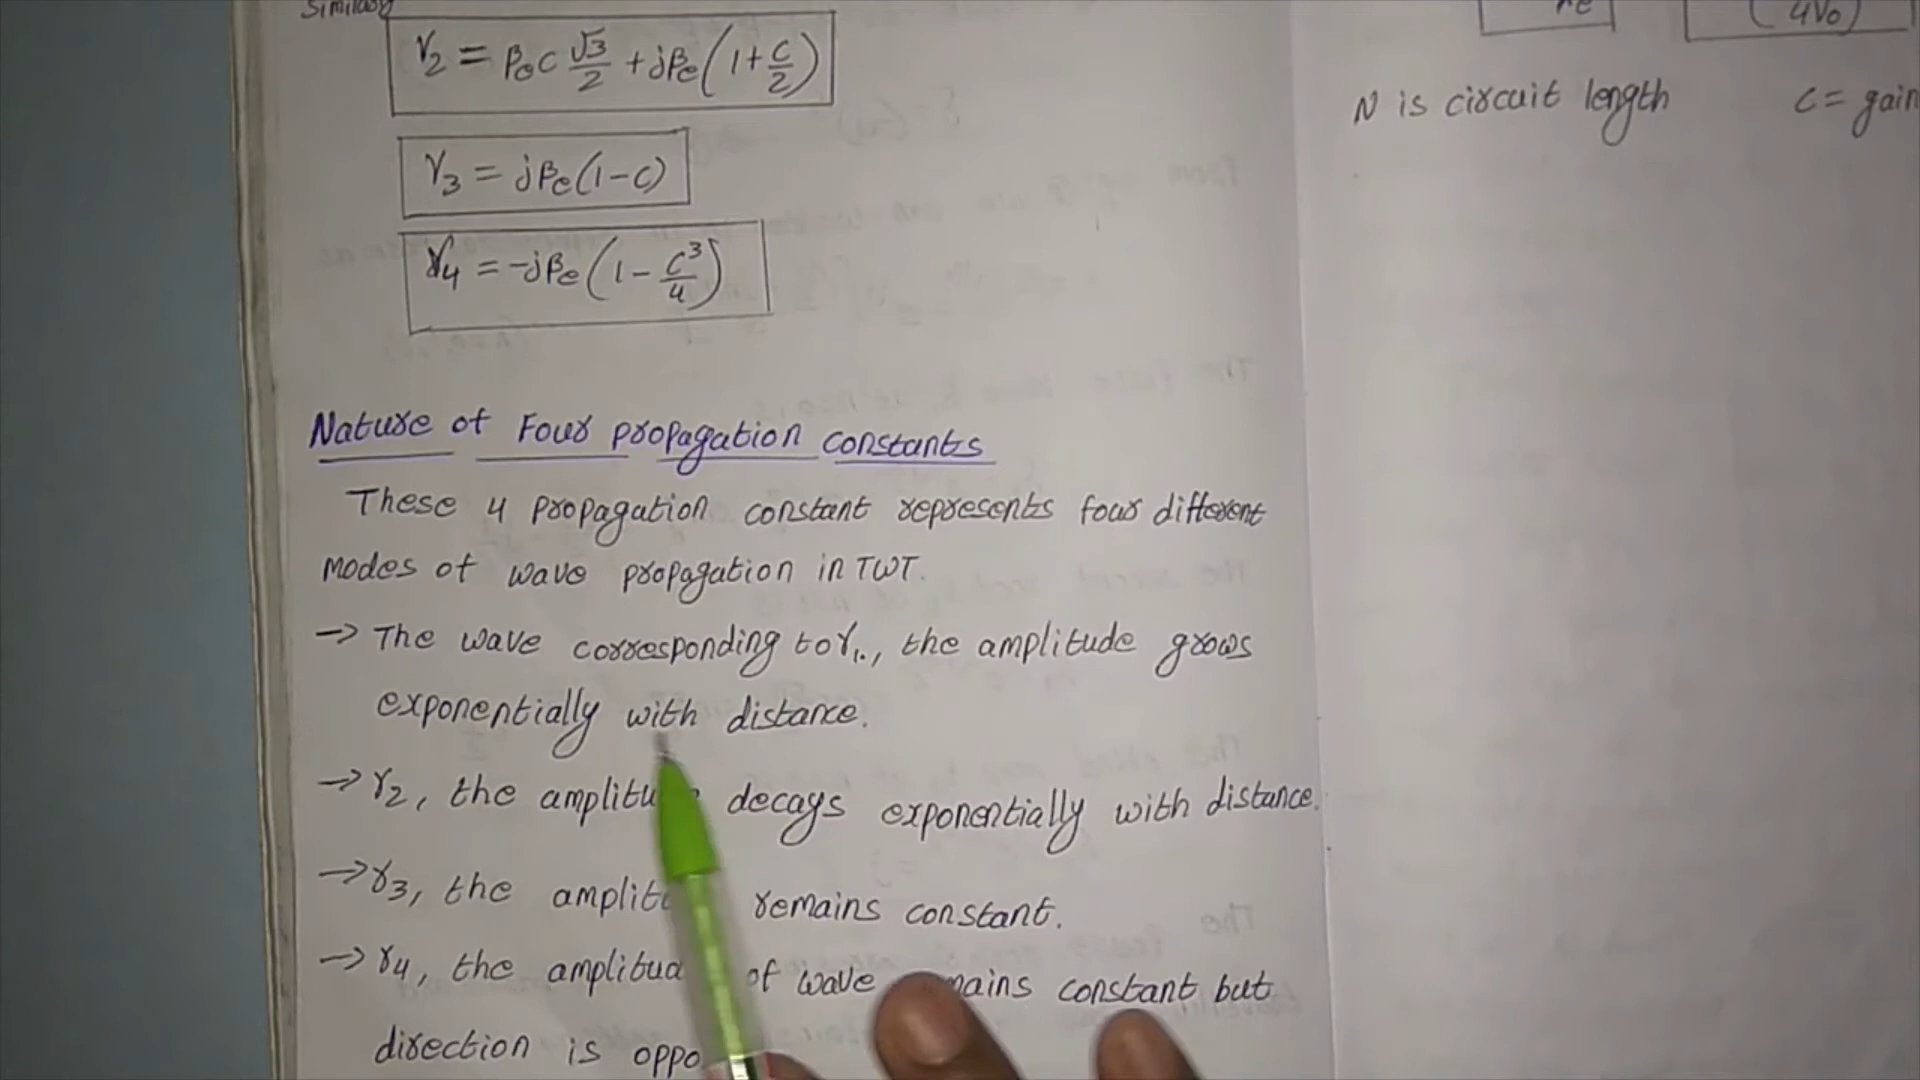 Similarly
γ2 = βeC √3/2 + jβe(1 + C/2)
γ3 = jβe(1-C)
γ4 = -jβe(1 - C³/4)
Nature of Four propagation constants
These 4 propagation constant represents four different
modes of wave propagation in TWT.
→ The wave corresponding to γ1., the amplitude grows
exponentially with distance.
→ γ2, the amplitu decays exponentially with distance.
→ γ3, the amplit remains constant.
→ γ4, the amplitud of wave mains constant but
direction is oppo
4V0
N is circuit length C = gain